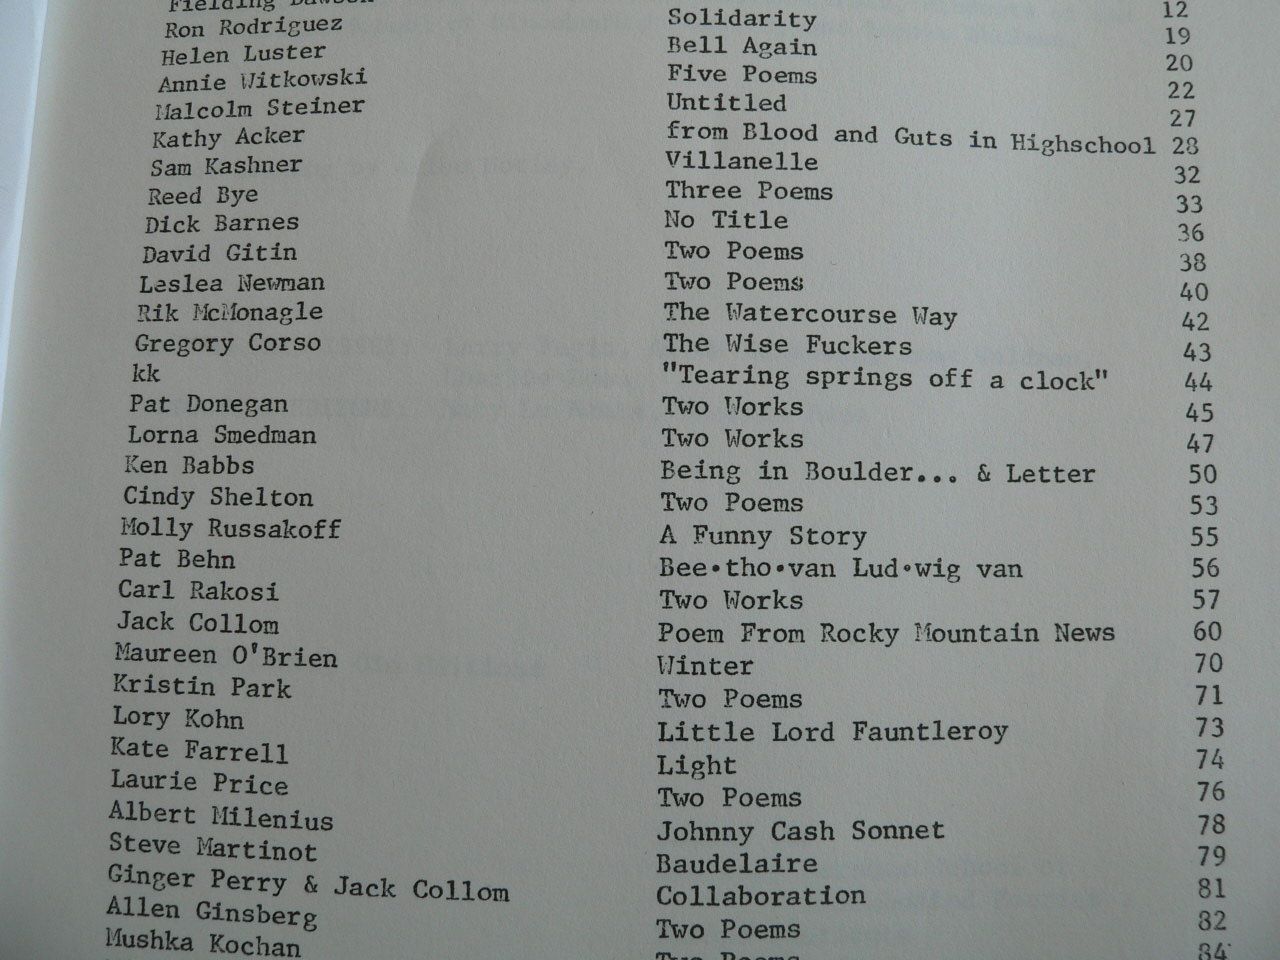 Fielding Dawson 12
Ron Rodriguez Solidarity 19
Helen Luster Bell Again 20
Annie Witkowski Five Poems 22
Malcolm Steiner Untitled 27
Kathy Acker from Blood and Guts in Highschool 28
Sam Kashner Villanelle 32
Reed Bye Three Poems 33
Dick Barnes No Title 36
David Gitin Two Poems 38
Leslea Newman Two Poems 40
Rik McMonagle The Watercourse Way 42
Gregory Corso The Wise Fuckers 43
kk "Tearing springs off a clock" 44
Pat Donegan Two Works 45
Lorna Smedman Two Works 47
Ken Babbs Being in Boulder... & Letter 50
Cindy Shelton Two Poems 53
Molly Russakoff A Funny Story 55
Pat Behn Bee•tho•van Lud•wig van 56
Carl Rakosi Two Works 57
Jack Collom Poem From Rocky Mountain News 60
Maureen O'Brien Winter 70
Kristin Park Two Poems 71
Lory Kohn Little Lord Fauntleroy 73
Kate Farrell Light 74
Laurie Price Two Poems 76
Albert Milenius Johnny Cash Sonnet 78
Steve Martinot Baudelaire 79
Ginger Perry & Jack Collom Collaboration 81
Allen Ginsberg Two Poems 82
Mushka Kochan Two Poems 84